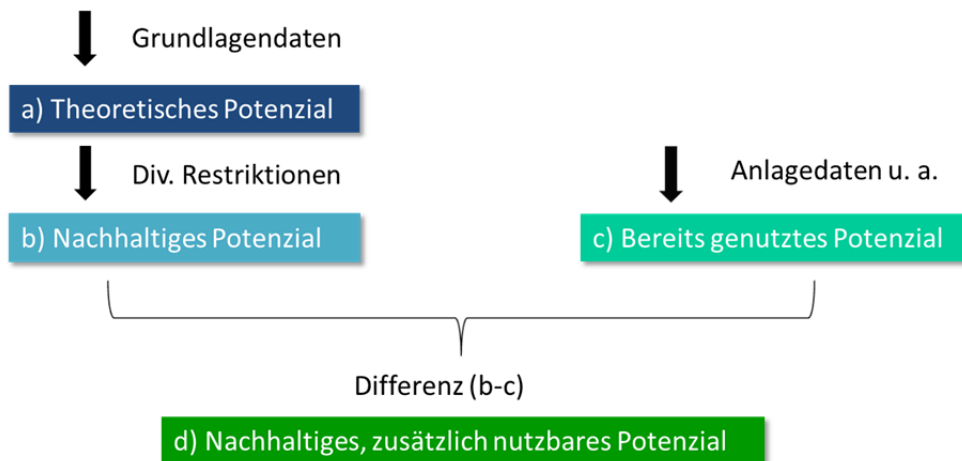 Grundlagendaten
a) Theoretisches Potenzial
Div. Restriktionen
Anlagedaten u. a.
b) Nachhaltiges Potenzial
c) Bereits genutztes Potenzial
Differenz (b-c)
d) Nachhaltiges, zusätzlich nutzbares Potenzial